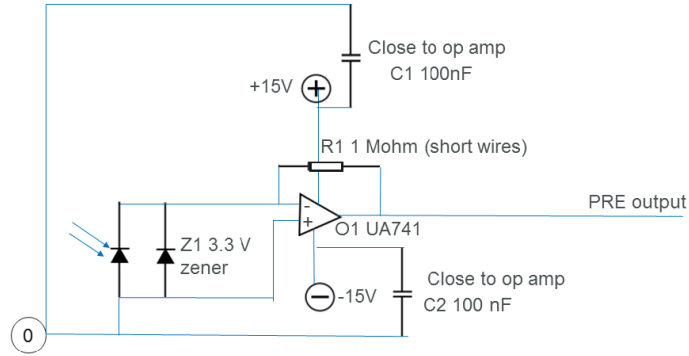 Close to op amp
C1 100nF
+15V
R1 1 Mohm (short wires)
PRE output
-
+
O1 UA741
Z1 3.3 V
zener
Close to op amp
-15V
C2 100 nF
0